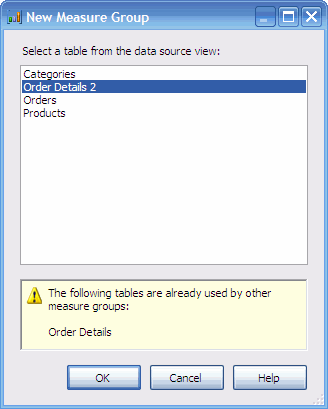 New Measure Group
Select a table from the data source view:
Categories
Order Details 2
Orders
Products
The following tables are already used by other
measure groups:
Order Details
OK
Cancel
Help